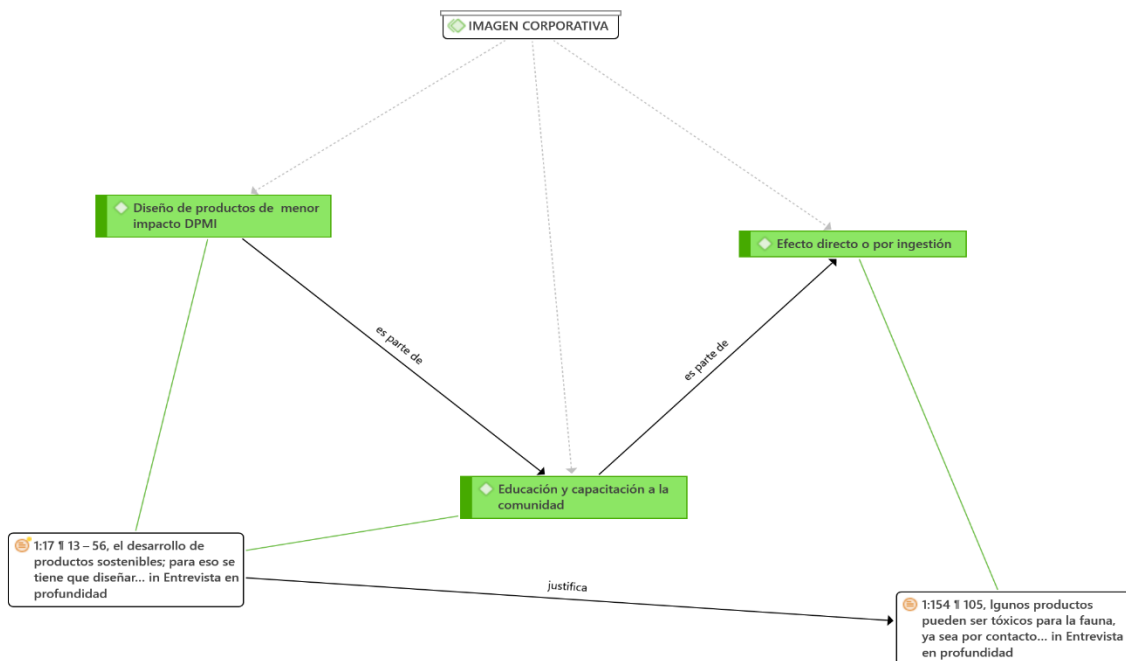 IMAGEN CORPORATIVA
Diseño de productos de menor
impacto DPMI
Efecto directo o por ingestión
es parte de
es parte de
Educación y capacitación a la
comunidad
1:17 ¶ 13 – 56, el desarrollo de
productos sostenibles; para eso se
tiene que diseñar... in Entrevista en
profundidad
justifica
1:154 ¶ 105, lgunos productos
pueden ser tóxicos para la fauna,
ya sea por contacto... in Entrevista
en profundidad